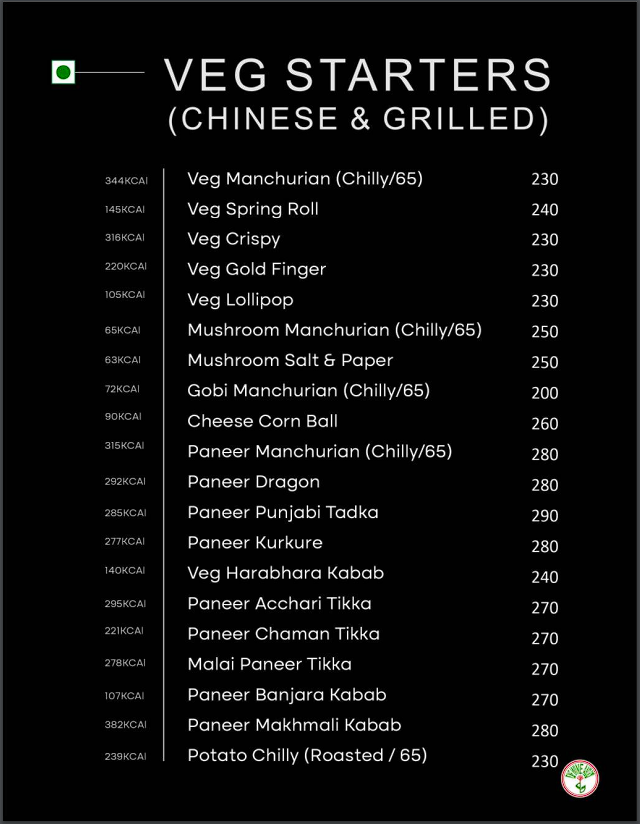 VEG STARTERS
(CHINESE & GRILLED)
344KCAl Veg Manchurian (Chilly/65) 230
145KCAl Veg Spring Roll 240
316KCAl Veg Crispy 230
220KCAl Veg Gold Finger 230
105KCAl Veg Lollipop 230
65KCAl Mushroom Manchurian (Chilly/65) 250
63KCAl Mushroom Salt & Paper 250
72KCAl Gobi Manchurian (Chilly/65) 200
90KCAl Cheese Corn Ball 260
315KCAl Paneer Manchurian (Chilly/65) 280
292KCAl Paneer Dragon 280
285KCAl Paneer Punjabi Tadka 290
277KCAl Paneer Kurkure 280
140KCAl Veg Harabhara Kabab 240
295KCAl Paneer Acchari Tikka 270
221KCAl Paneer Chaman Tikka 270
278KCAl Malai Paneer Tikka 270
107KCAl Paneer Banjara Kabab 270
382KCAl Paneer Makhmali Kabab 280
239KCAl Potato Chilly (Roasted / 65) 230